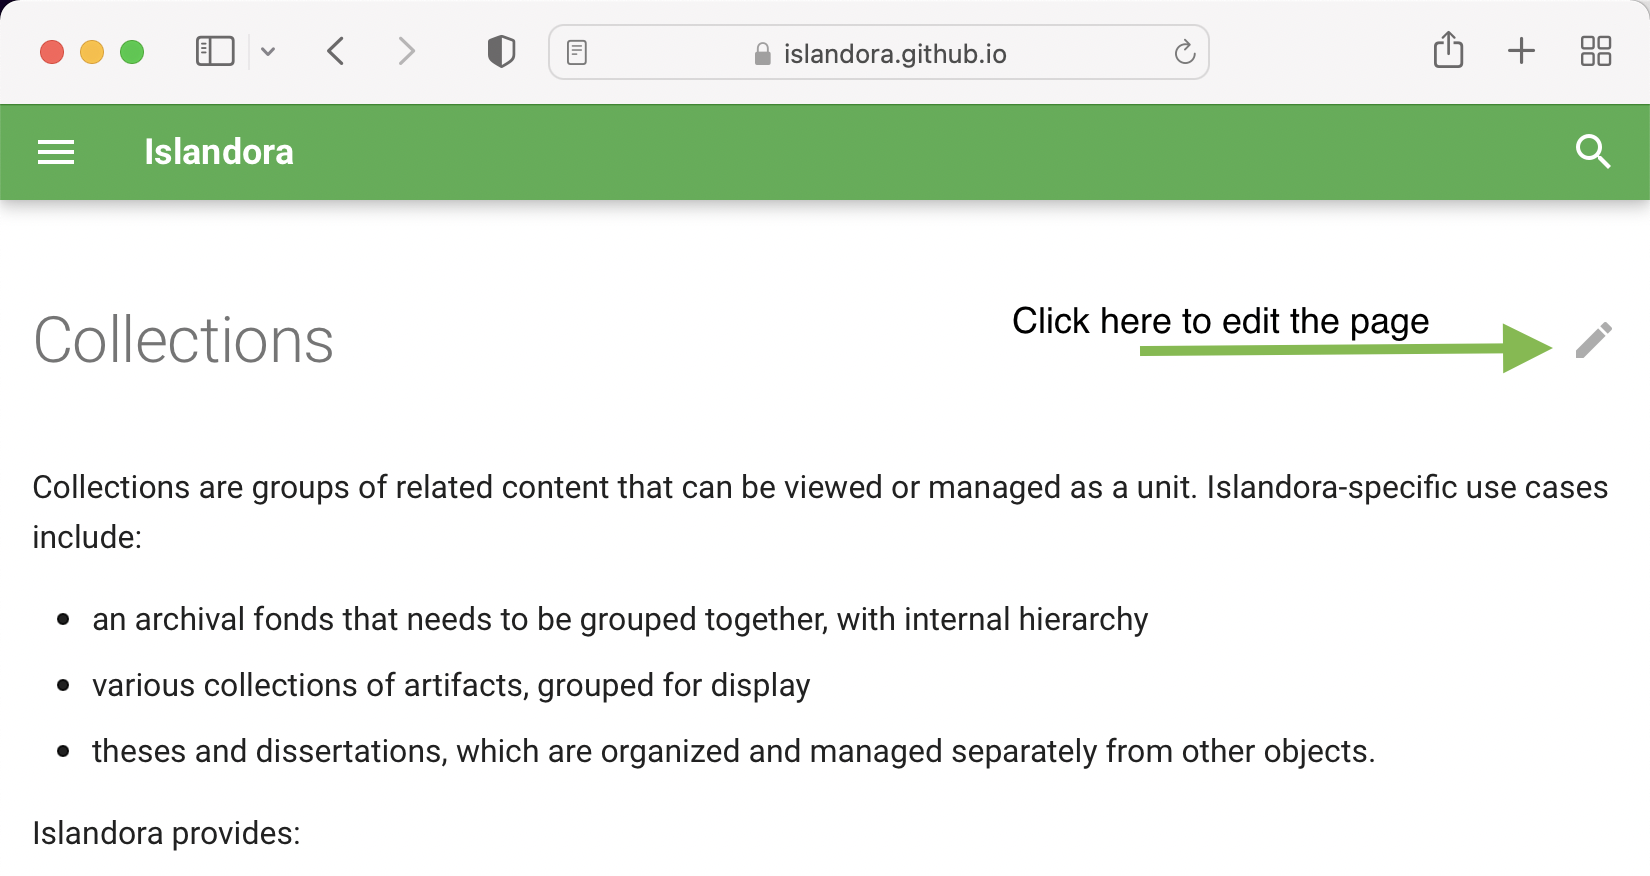 islandora.github.io
Islandora
Click here to edit the page
Collections
Collections are groups of related content that can be viewed or managed as a unit. Islandora-specific use cases
include:
an archival fonds that needs to be grouped together, with internal hierarchy
various collections of artifacts, grouped for display
theses and dissertations, which are organized and managed separately from other objects.
Islandora provides: